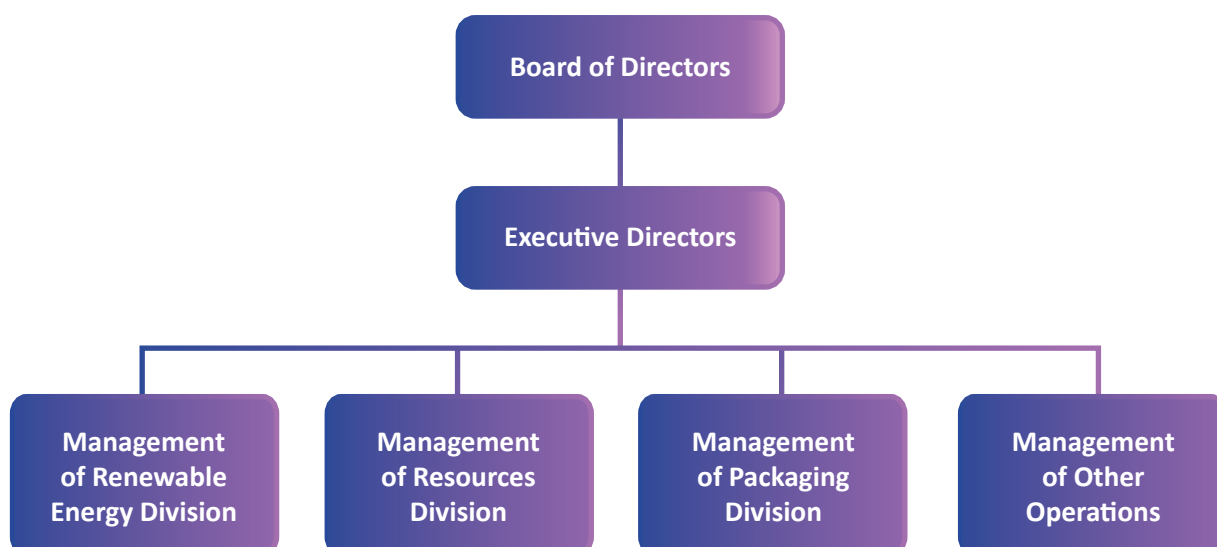 Board of Directors
Executive Directors
Management
of Renewable
Energy Division
Management
of Resources
Division
Management
of Packaging
Division
Management
of Other
Operations